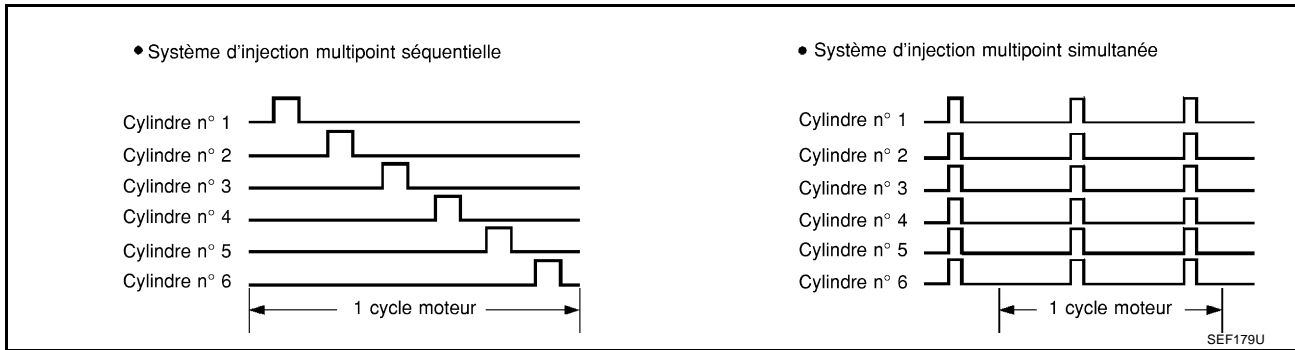 ● Système d'injection multipoint séquentielle
Cylindre n° 1
Cylindre n° 2
Cylindre n° 3
Cylindre n° 4
Cylindre n° 5
Cylindre n° 6
1 cycle moteur
● Système d'injection multipoint simultanée
Cylindre n° 1
Cylindre n° 2
Cylindre n° 3
Cylindre n° 4
Cylindre n° 5
Cylindre n° 6
1 cycle moteur
SEF179U